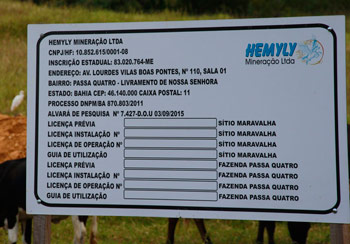 HEMYLY MINERAÇÃO LTDA
CNPJ/HF: 10.852.615/0001-08
INSCRIÇÃO ESTADUAL: 83.020.764-ME
ENDEREÇO: AV. LOURDES VILAS BOAS PONTES, Nº 110, SALA 01
BAIRRO: PASSA QUATRO - LIVRAMENTO DE NOSSA SENHORA
ESTADO: BAHIA CEP: 46.140.000 CAIXA POSTAL: 11
PROCESSO DNPM/BA 870.803/2011
ALVARÁ DE PESQUISA Nº 7.427-D.O.U 03/09/2015
LICENÇA PRÉVIA SÍTIO MARAVALHA
LICENÇA INSTALAÇÃO Nº SÍTIO MARAVALHA
LICENÇA DE OPERAÇÃO Nº SÍTIO MARAVALHA
GUIA DE UTILIZAÇÃO SÍTIO MARAVALHA
LICENÇA PRÉVIA FAZENDA PASSA QUATRO
LICENÇA INSTALAÇÃO Nº FAZENDA PASSA QUATRO
LICENÇA DE OPERAÇÃO Nº FAZENDA PASSA QUATRO
GUIA DE UTILIZAÇÃO Nº FAZENDA PASSA QUATRO
HEMYLY
Mineração Ltda